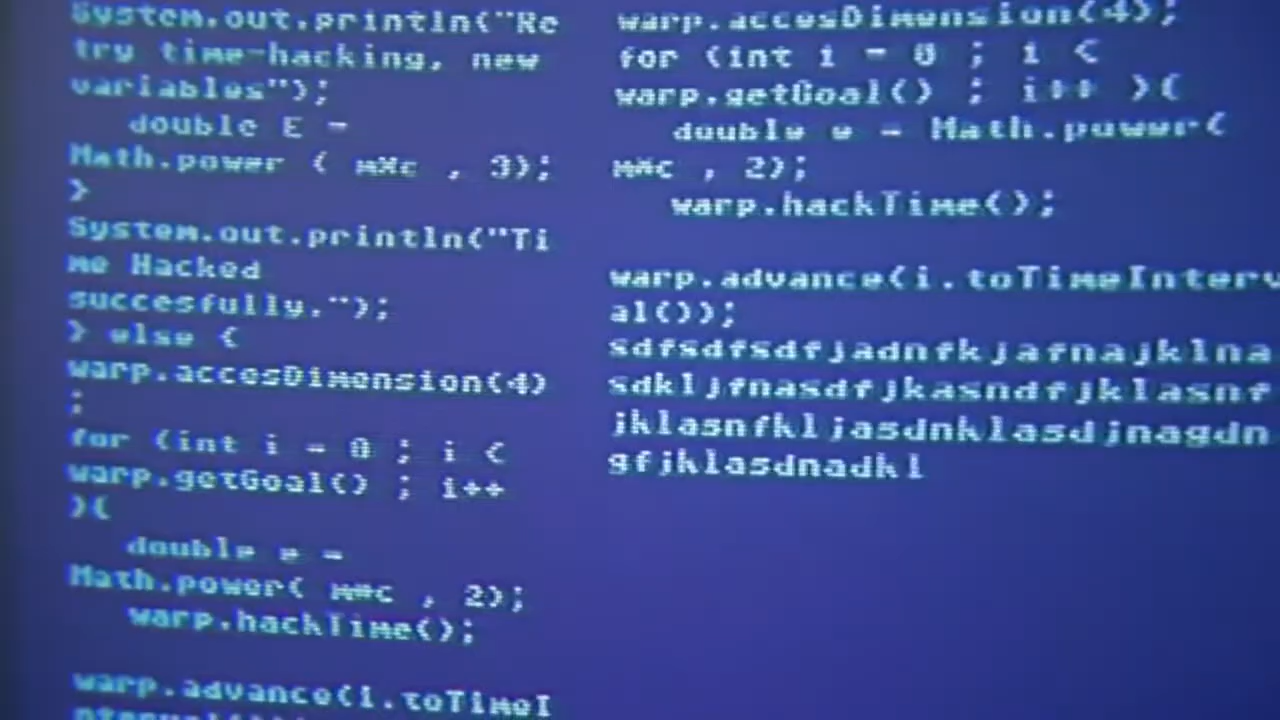 System.out.println("Re
try time-hacking, new
variables");
double E =
Math.power ( m*c , 3);
}
System.out.println("Ti
me Hacked
succesfully.");
} else {
warp.accesDimension(4)
;
for (int i = 0 ; i <
warp.getGoal() ; i++
){
double e =
Math.power( m*c , 2);
warp.hackTime();
warp.advance(i.toTimeI
warp.accesDimension(4);
for (int i = 0 ; i <
warp.getGoal() ; i++ ){
double e = Math.power(
m*c , 2);
warp.hackTime();
warp.advance(i.toTimeInterv
al());
sdfsdfsdfjadnfkjafnajklna
sdkljfnasdfjkasndfjklasnf
jklasnfkljasdnklasdjnagdn
gfjklasdnadkl